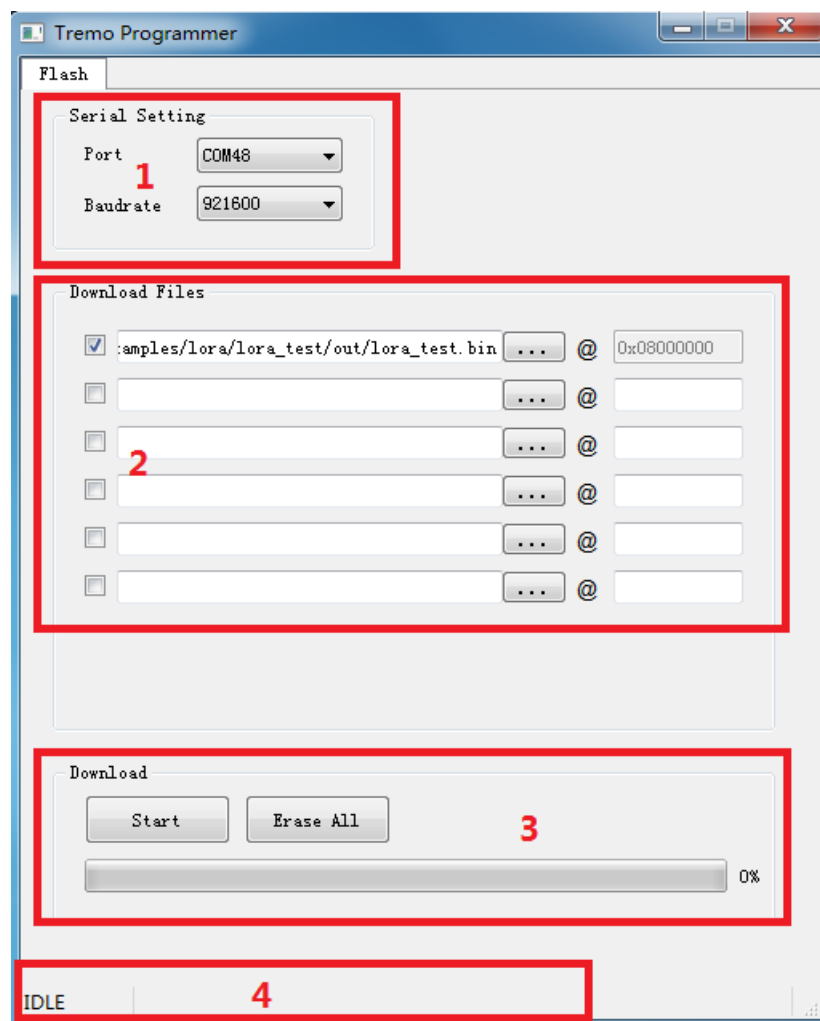 Tremo Programmer
Flash
Serial Setting
Port COM48
1
Baudrate 921600
Download Files
:amples/lora/lora_test/out/lora_test.bin ... @ 0x08000000
... @
... @
2
... @
... @
... @
Download
Start Erase All 3
0%
IDLE 4